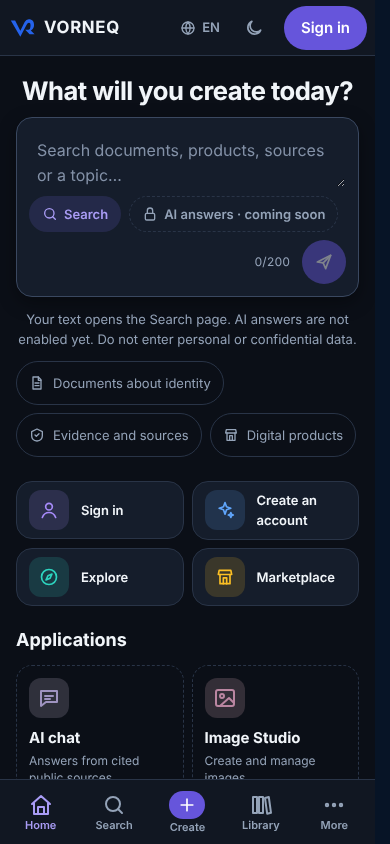 VORNEQ
EN
Sign in
What will you create today?
Search documents, products, sources
or a topic...
Search
AI answers · coming soon
0/200
Your text opens the Search page. AI answers are not
enabled yet. Do not enter personal or confidential data.
Documents about identity
Evidence and sources
Digital products
Sign in
Create an
account
Explore
Marketplace
Applications
AI chat
Answers from cited
public sources
Image Studio
Create and manage
images
Home
Search
Create
Library
More